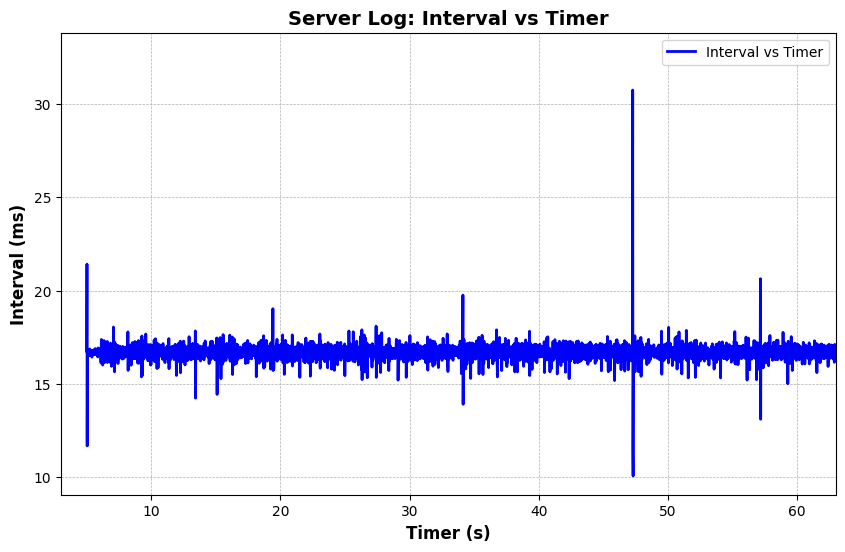 Server Log: Interval vs Timer
Interval vs Timer
Interval (ms)
30
25
20
15
10
10 20 30 40 50 60
Timer (s)